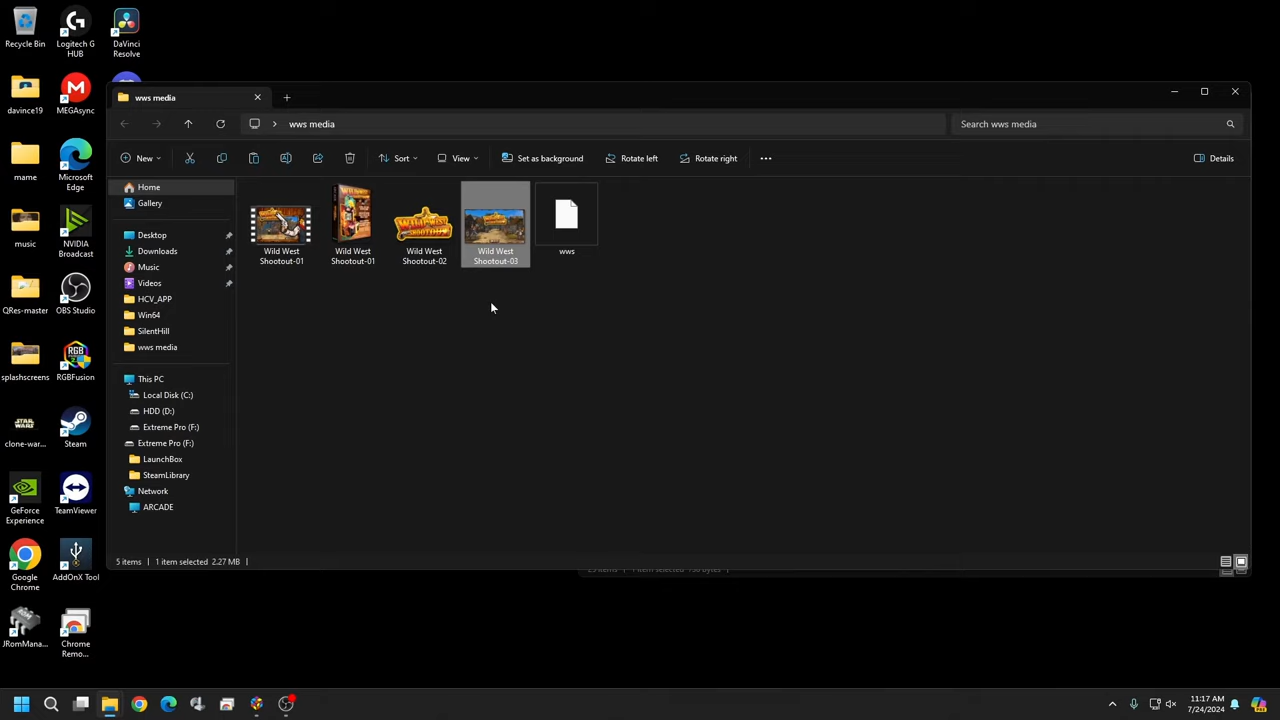 Recycle Bin
Logitech G
HUB
DaVinci
Resolve
davince19
MEGAsync
mame
Microsoft
Edge
music
NVIDIA
Broadcast
QRes-master
OBS Studio
splashscreens
RGBFusion
clone-war...
Steam
GeForce
Experience
TeamViewer
Google
Chrome
AddOnX Tool
JRomMana...
Chrome
Remo...
wws media
wws media
Search wws media
New
Sort
View
Set as background
Rotate left
Rotate right
Details
Home
Gallery
Desktop
Downloads
Music
Videos
HCV_APP
Win64
SilentHill
wws media
This PC
Local Disk (C:)
HDD (D:)
Extreme Pro (F:)
Extreme Pro (F:)
LaunchBox
SteamLibrary
Network
ARCADE
Wild West
Shootout-01
Wild West
Shootout-01
Wild West
Shootout-02
Wild West
Shootout-03
wws
5 items
1 item selected 2.27 MB
11:17 AM
7/24/2024